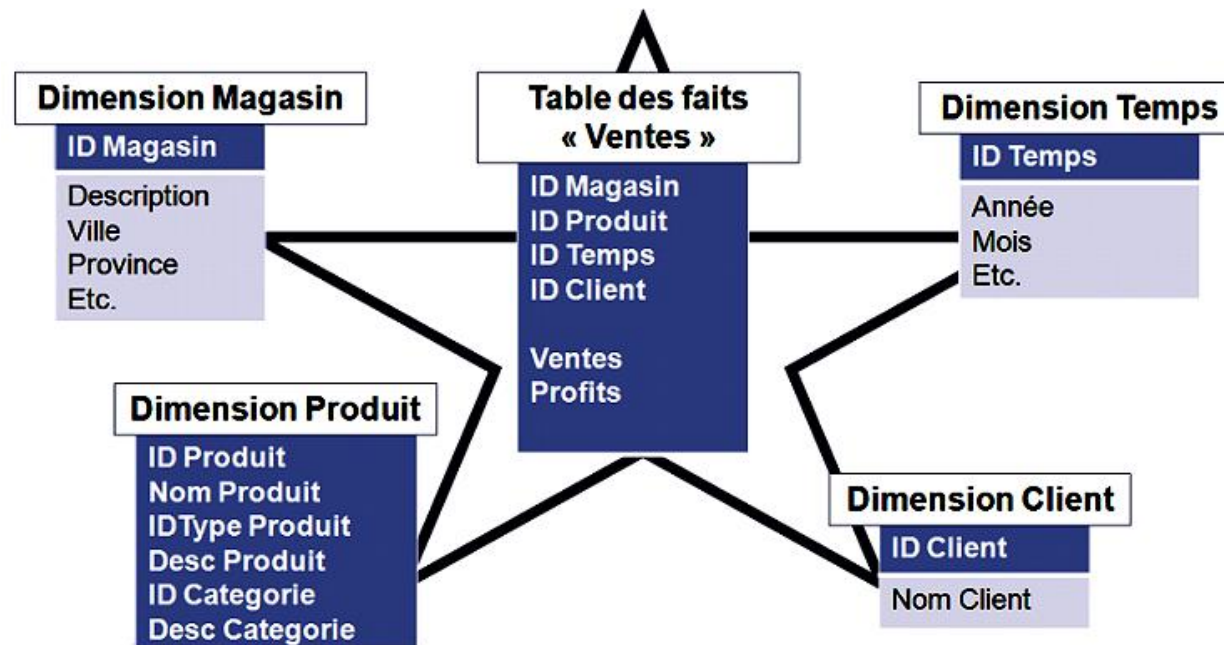 Dimension Magasin
ID Magasin
Description
Ville
Province
Etc.
Table des faits
« Ventes »
ID Magasin
ID Produit
ID Temps
ID Client
Ventes
Profits
Dimension Temps
ID Temps
Année
Mois
Etc.
Dimension Produit
ID Produit
Nom Produit
IDType Produit
Desc Produit
ID Categorie
Desc Categorie
Dimension Client
ID Client
Nom Client